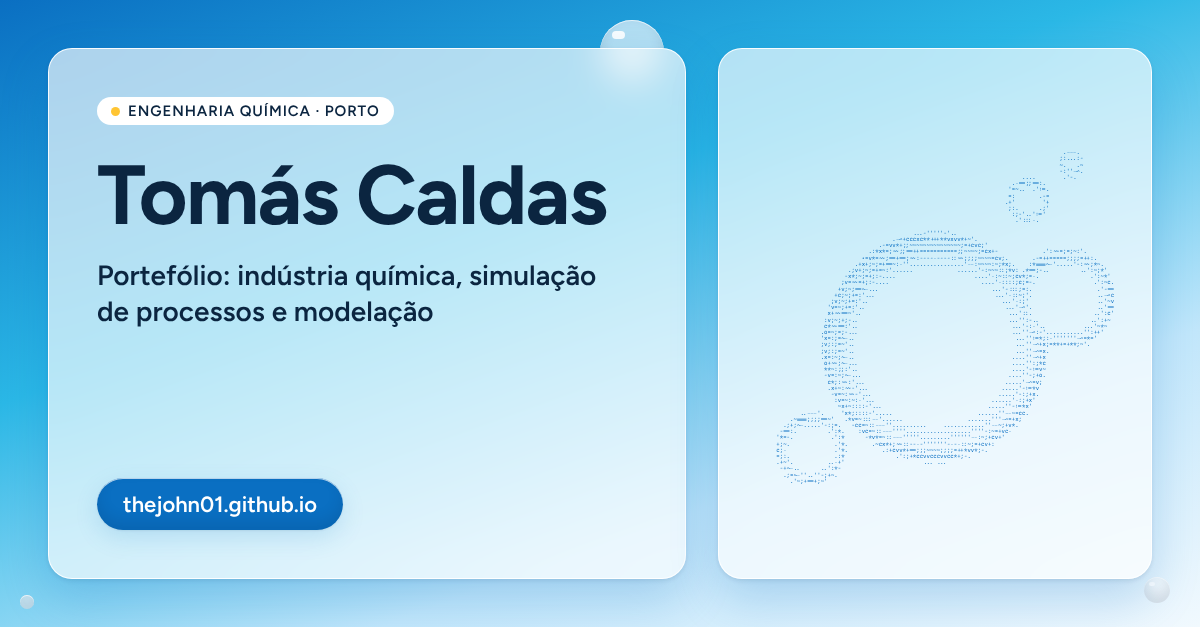 ENGENHARIA QUÍMICA · PORTO
Tomás Caldas
Portefólio: indústria química, simulação
de processos e modelação
thejohn01.github.io